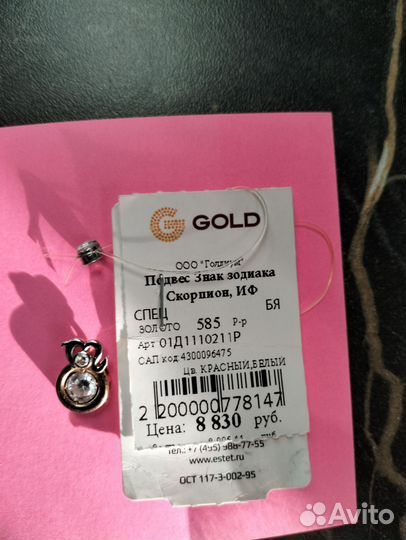 GOLD
ООО "Голдиум"
Подвес Знак зодиака
Скорпион, ИФ
СПЕЦ БЯ
ЗОЛОТО 585 Р-р
Арт 01Д1110211Р
САП код: 4300096475
Цв. КРАСНЫЙ,БЕЛЫЙ
2 200000 778147
Цена: 8 830 руб.
Тел.: +7 (495) 988-77-55
www.estet.ru
ОСТ 117-3-002-95
Avito